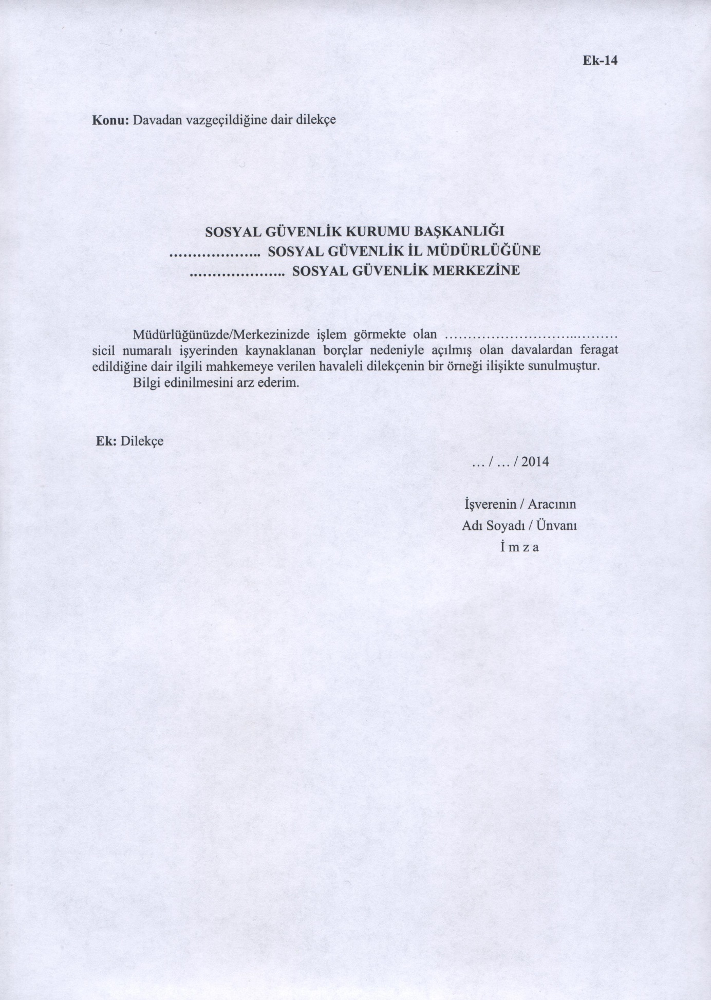 Ek-14
Konu: Davadan vazgeçildiğine dair dilekçe
SOSYAL GÜVENLİK KURUMU BAŞKANLIĞI
.................... SOSYAL GÜVENLİK İL MÜDÜRLÜĞÜNE
..................... SOSYAL GÜVENLİK MERKEZİNE
Müdürlüğünüzde/Merkezinizde işlem görmekte olan …………………………..………
sicil numaralı işyerinden kaynaklanan borçlar nedeniyle açılmış olan davalardan feragat
edildiğine dair ilgili mahkemeye verilen havaleli dilekçenin bir örneği ilişikte sunulmuştur.
Bilgi edinilmesini arz ederim.
Ek: Dilekçe
… / … / 2014
İşverenin / Aracının
Adı Soyadı / Ünvanı
İ m z a